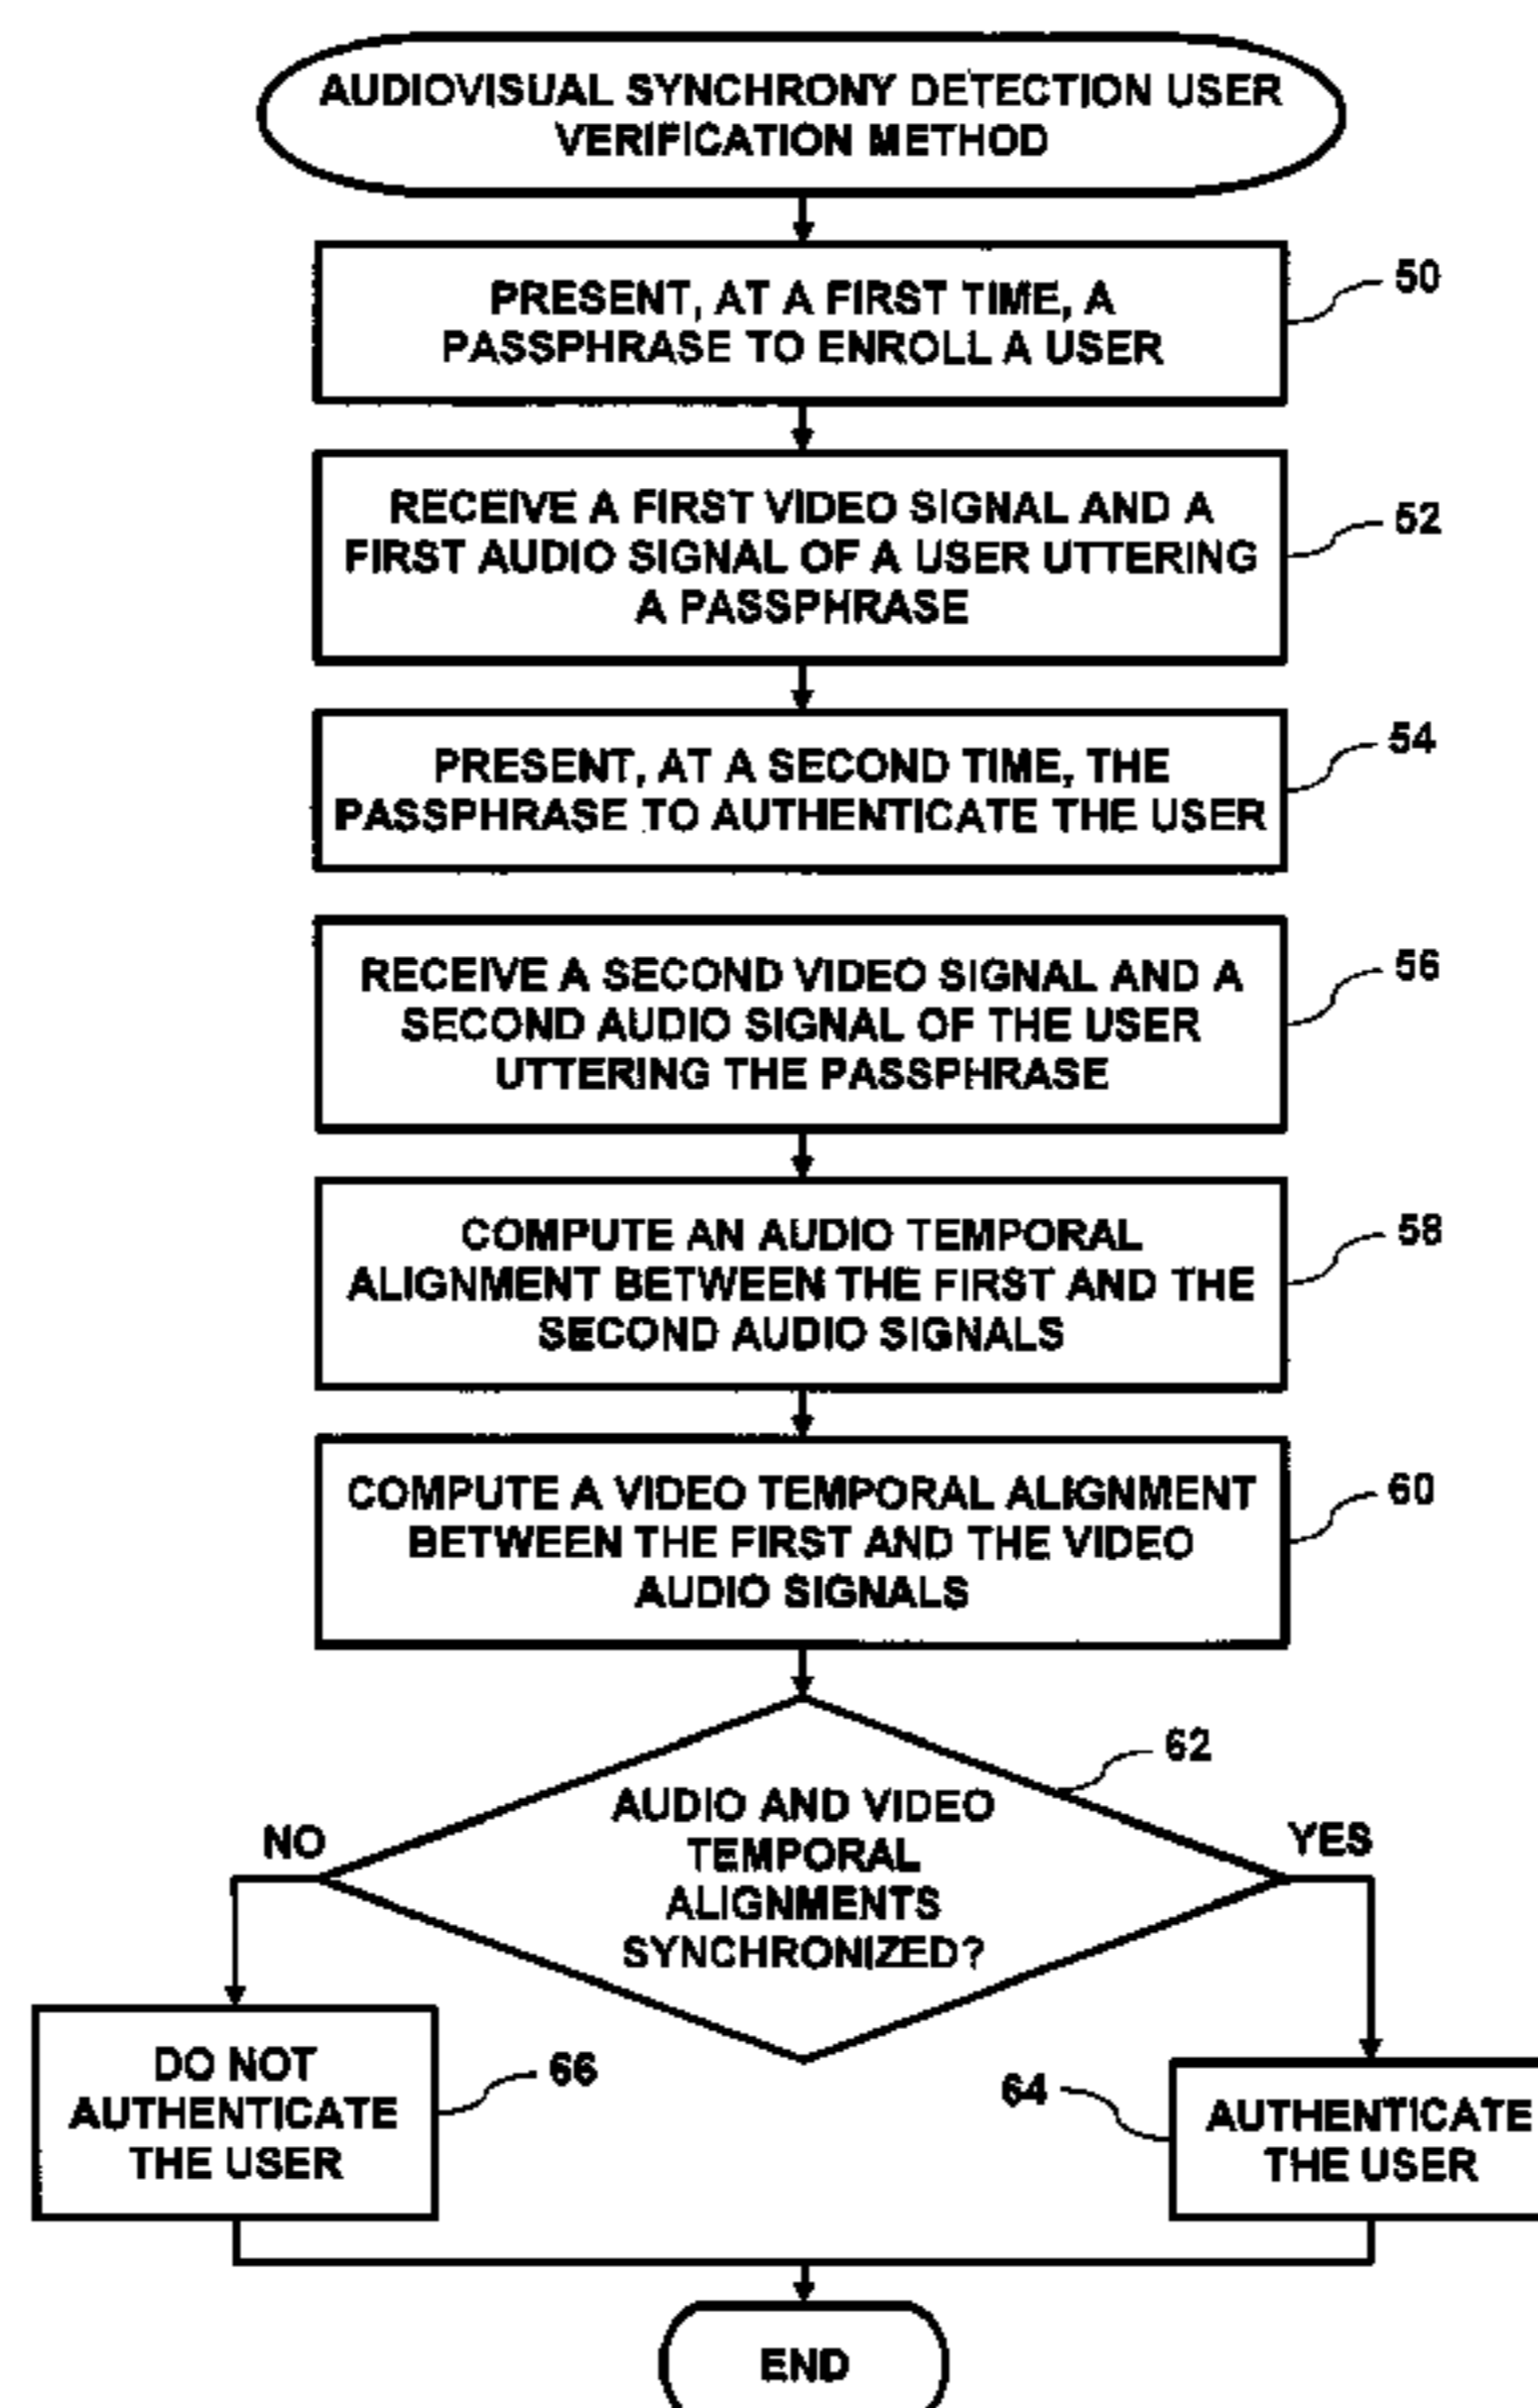 AUDIOVISUAL SYNCHRONY DETECTION USER
VERIFICATION METHOD
PRESENT, AT A FIRST TIME, A
PASSPHRASE TO ENROLL A USER
50
RECEIVE A FIRST VIDEO SIGNAL AND A
FIRST AUDIO SIGNAL OF A USER UTTERING
A PASSPHRASE
52
PRESENT, AT A SECOND TIME, THE
PASSPHRASE TO AUTHENTICATE THE USER
54
RECEIVE A SECOND VIDEO SIGNAL AND A
SECOND AUDIO SIGNAL OF THE USER
UTTERING THE PASSPHRASE
56
COMPUTE AN AUDIO TEMPORAL
ALIGNMENT BETWEEN THE FIRST AND THE
SECOND AUDIO SIGNALS
58
COMPUTE A VIDEO TEMPORAL ALIGNMENT
BETWEEN THE FIRST AND THE VIDEO
AUDIO SIGNALS
60
62
AUDIO AND VIDEO
TEMPORAL
ALIGNMENTS
SYNCHRONIZED?
NO
YES
DO NOT
AUTHENTICATE
THE USER
66
64
AUTHENTICATE
THE USER
END